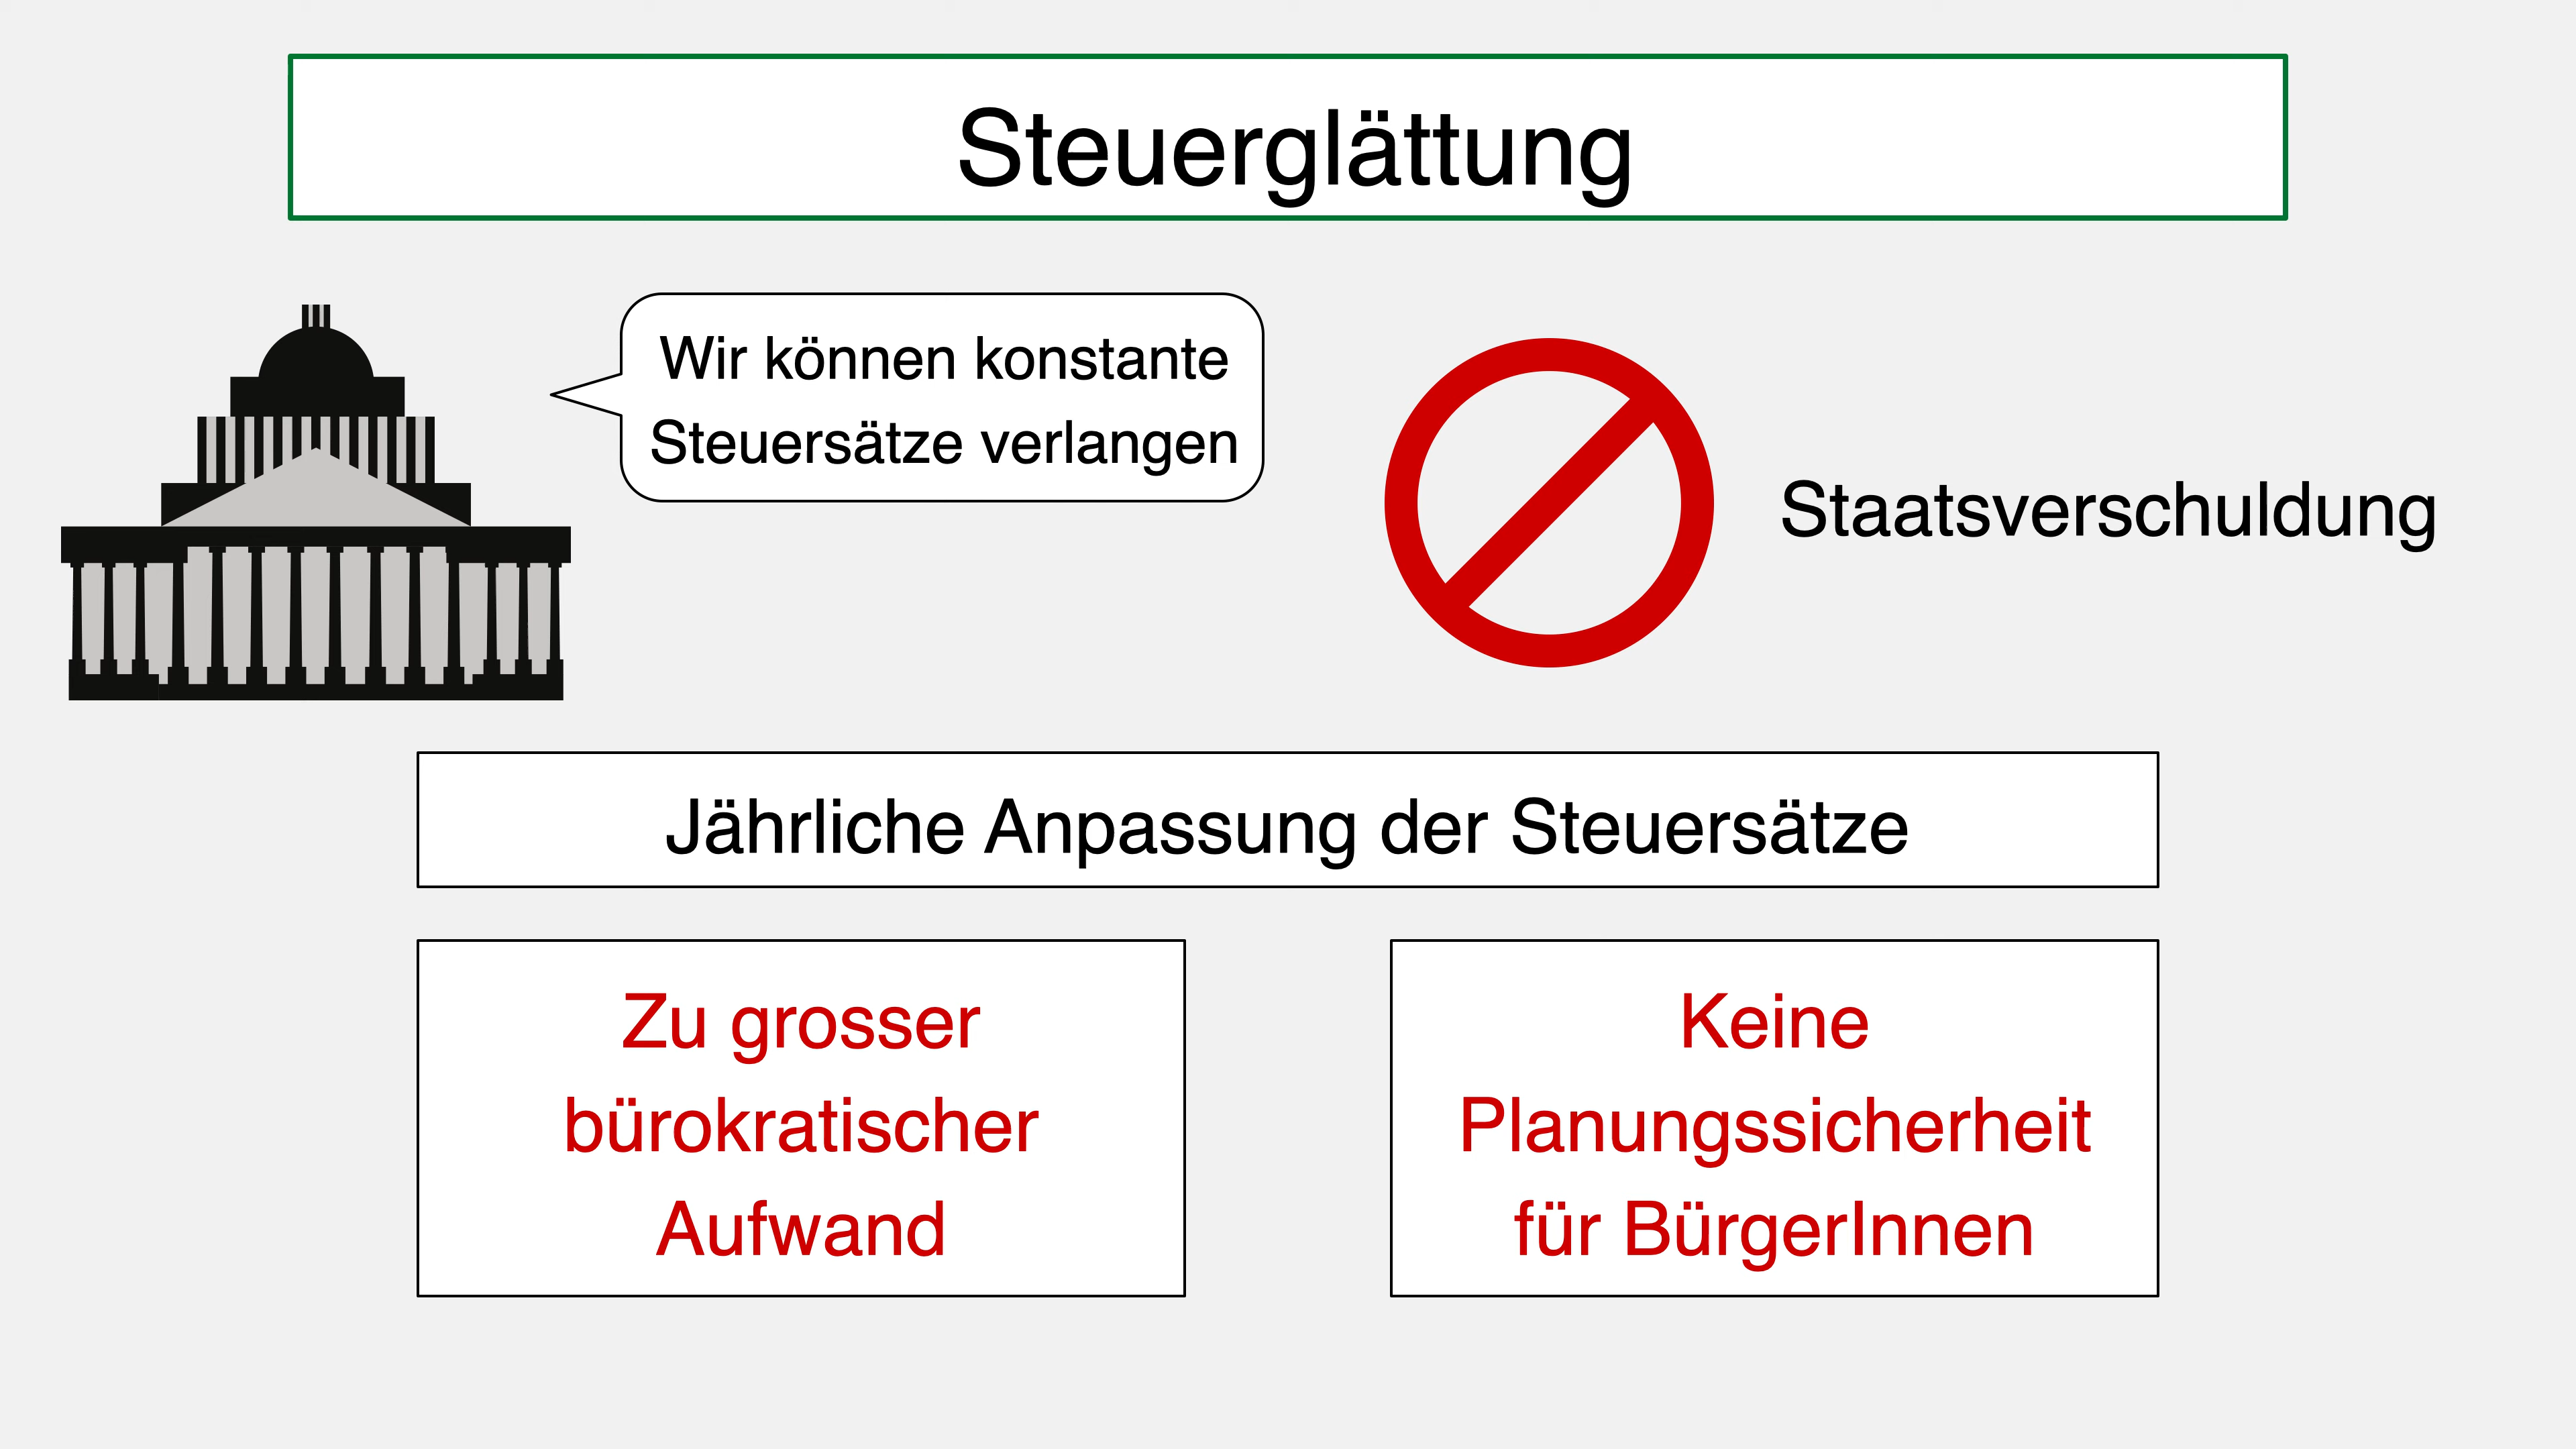 Steuerglättung
Wir können konstante
Steuersätze verlangen
Staatsverschuldung
Jährliche Anpassung der Steuersätze
Zu grosser
bürokratischer
Aufwand
Keine
Planungssicherheit
für BürgerInnen